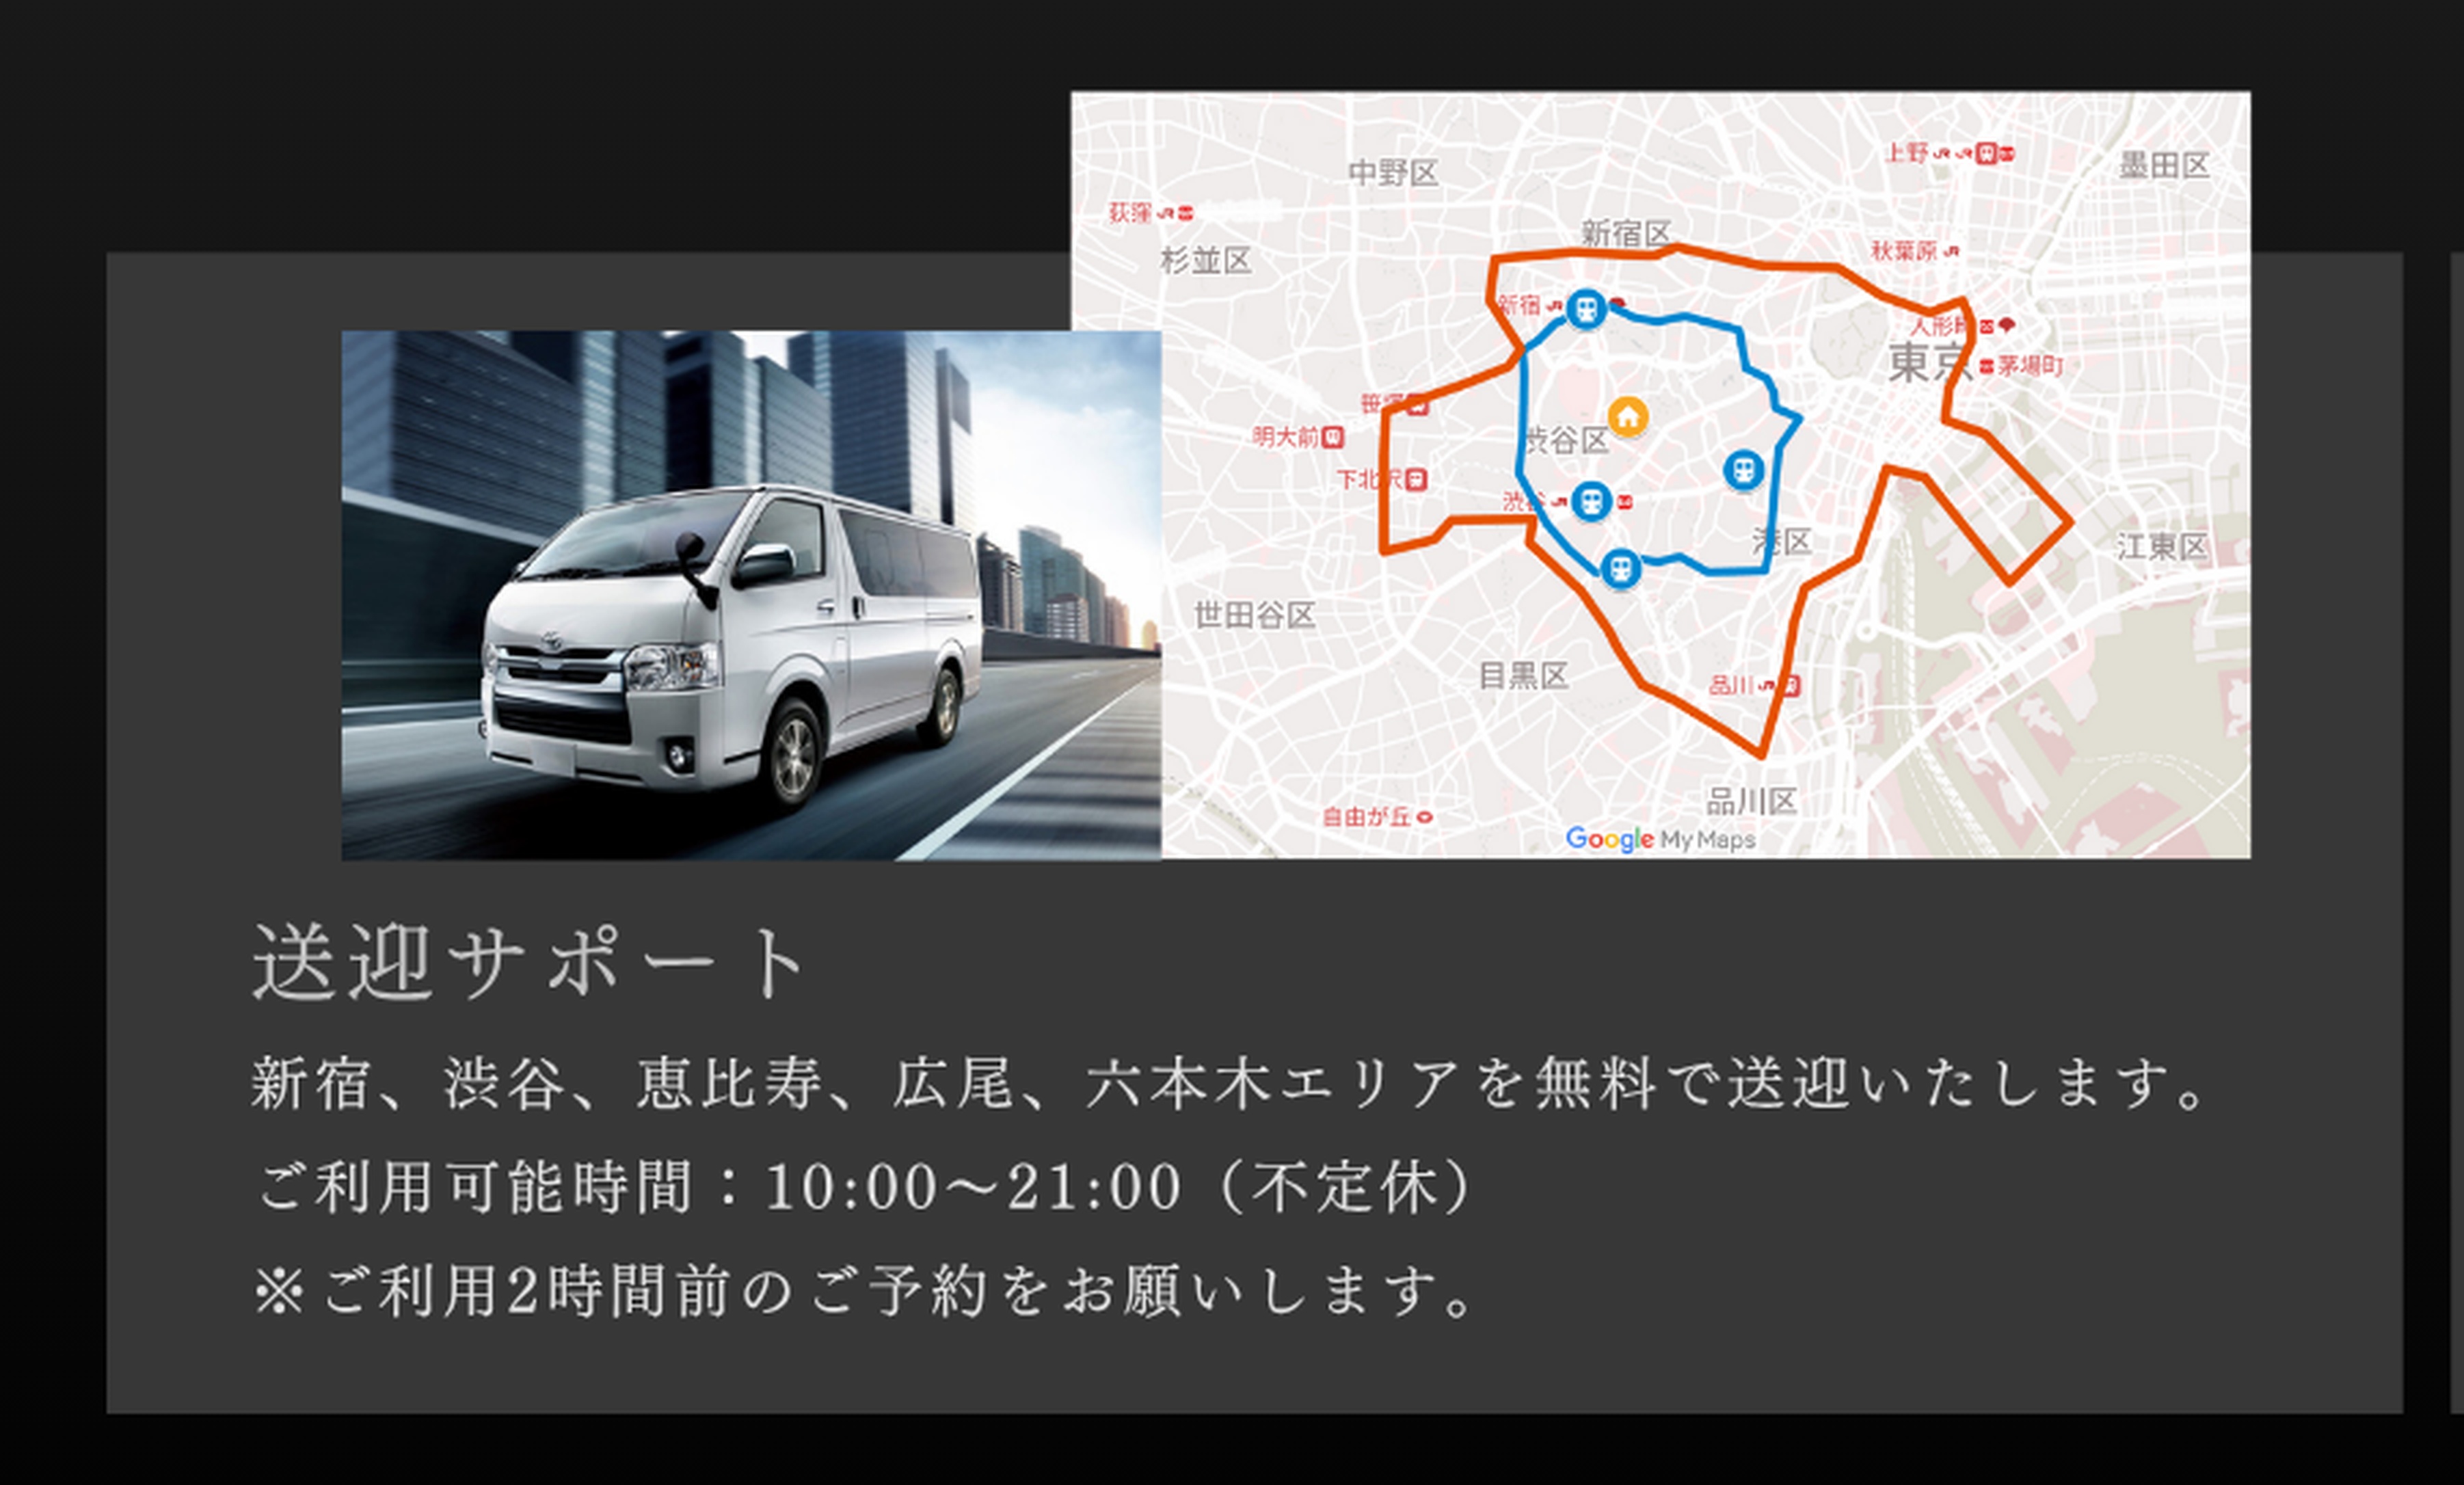 中野区
上野
墨田区
荻窪
杉並区
新宿区
秋葉原
新宿
人形町
東京
茅場町
笹塚
明大前
渋谷区
下北沢
渋谷
港区
江東区
世田谷区
目黒区
品川
品川区
自由が丘
Google My Maps
送迎サポート
新宿、渋谷、恵比寿、広尾、六本木エリアを無料で送迎いたします。
ご利用可能時間：10:00～21:00（不定休）
※ご利用2時間前のご予約をお願いします。